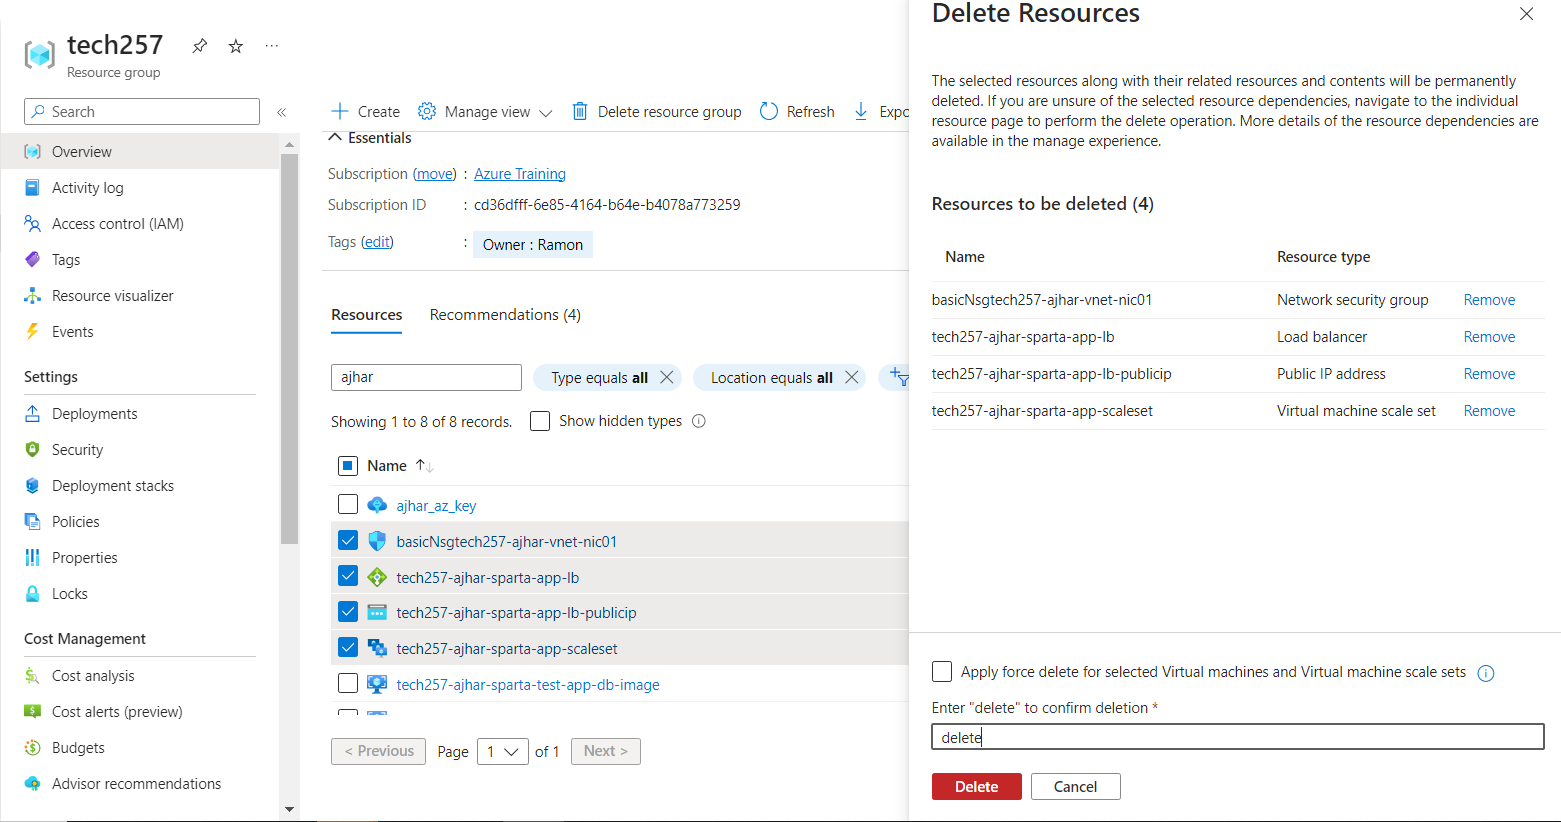 tech257
Resource group
Search
Overview
Activity log
Access control (IAM)
Tags
Resource visualizer
Events
Settings
Deployments
Security
Deployment stacks
Policies
Properties
Locks
Cost Management
Cost analysis
Cost alerts (preview)
Budgets
Advisor recommendations
Create Manage view Delete resource group Refresh Expo
Essentials
Subscription (move) : Azure Training
Subscription ID : cd36dfff-6e85-4164-b64e-b4078a773259
Tags (edit) : Owner : Ramon
Resources Recommendations (4)
ajhar Type equals all Location equals all
Showing 1 to 8 of 8 records. Show hidden types
Name
ajhar_az_key
basicNsgtech257-ajhar-vnet-nic01
tech257-ajhar-sparta-app-lb
tech257-ajhar-sparta-app-lb-publicip
tech257-ajhar-sparta-app-scaleset
tech257-ajhar-sparta-test-app-db-image
< Previous Page 1 of 1 Next >
Delete Resources
The selected resources along with their related resources and contents will be permanently
deleted. If you are unsure of the selected resource dependencies, navigate to the individual
resource page to perform the delete operation. More details of the resource dependencies are
available in the manage experience.
Resources to be deleted (4)
Name Resource type
basicNsgtech257-ajhar-vnet-nic01 Network security group Remove
tech257-ajhar-sparta-app-lb Load balancer Remove
tech257-ajhar-sparta-app-lb-publicip Public IP address Remove
tech257-ajhar-sparta-app-scaleset Virtual machine scale set Remove
Apply force delete for selected Virtual machines and Virtual machine scale sets
Enter "delete" to confirm deletion *
delete
Delete Cancel